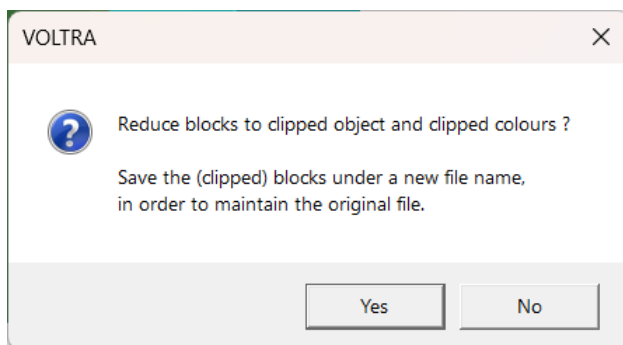 VOLTRA
Reduce blocks to clipped object and clipped colours ?
Save the (clipped) blocks under a new file name,
in order to maintain the original file.
Yes
No